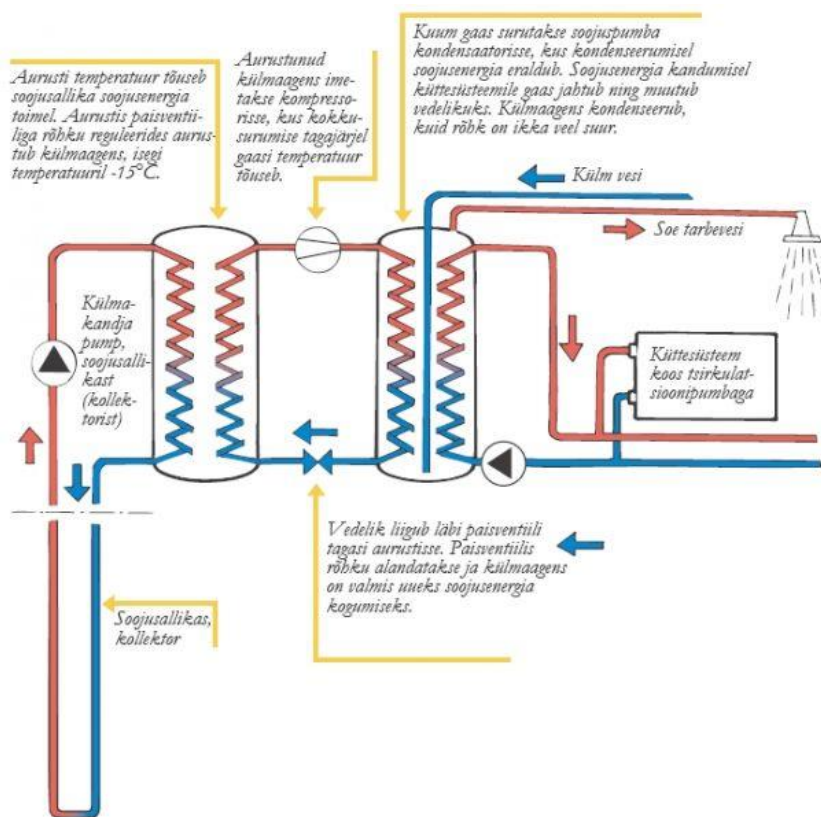 Aurusti temperatuur tõuseb
soojusallika soojusenergia
toimel. Aurustis paisventii-
liga rõhku reguleerides aurus-
tub külmaagens, isegi
temperatuuril -15°C.
Aurustunud
külmaagens ime-
takse kompresso-
risse, kus kokku-
surumise tagajärjel
gaasi temperatuur
tõuseb.
Kuum gaas surutakse soojuspumba
kondensaatorisse, kus kondenseerumisel
soojusenergia eraldub. Soojusenergia kandumisel
küttesüsteemile gaas jahtub ning muutub
vedelikuks. Külmaagens kondenseerub,
kuid rõhk on ikka veel suur.
Külm vesi
Soe tarbevesi
Külma-
kandja
pump,
soojusalli-
kast
(kollek-
torist)
Küttesüsteem
koos tsirkulat-
sioonipumbaga
Vedelik liigub läbi paisventiili
tagasi aurustisse. Paisventiilis
rõhku alandatakse ja külmaagens
on valmis uueks soojusenergia
kogumiseks.
Soojusallikas,
kollektor